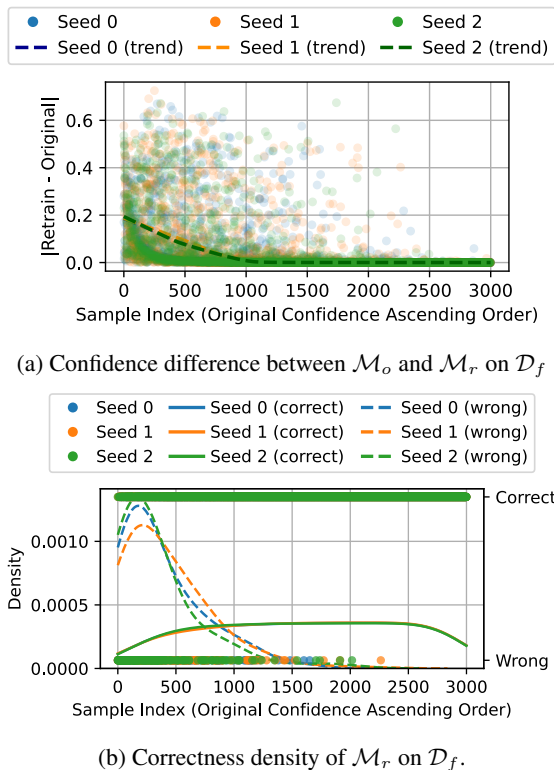 Seed 0 Seed 1 Seed 2
Seed 0 (trend) Seed 1 (trend) Seed 2 (trend)
|Retrain - Original|
0.6
0.4
0.2
0.0
0 500 1000 1500 2000 2500 3000
Sample Index (Original Confidence Ascending Order)
(a) Confidence difference between 𝓜ₒ and 𝓜ᵣ on 𝓓_f
Seed 0 Seed 0 (correct) Seed 0 (wrong)
Seed 1 Seed 1 (correct) Seed 1 (wrong)
Seed 2 Seed 2 (correct) Seed 2 (wrong)
Density
Correct
0.0010
0.0005
0.0000
Wrong
0 500 1000 1500 2000 2500 3000
Sample Index (Original Confidence Ascending Order)
(b) Correctness density of 𝓜ᵣ on 𝓓_f.